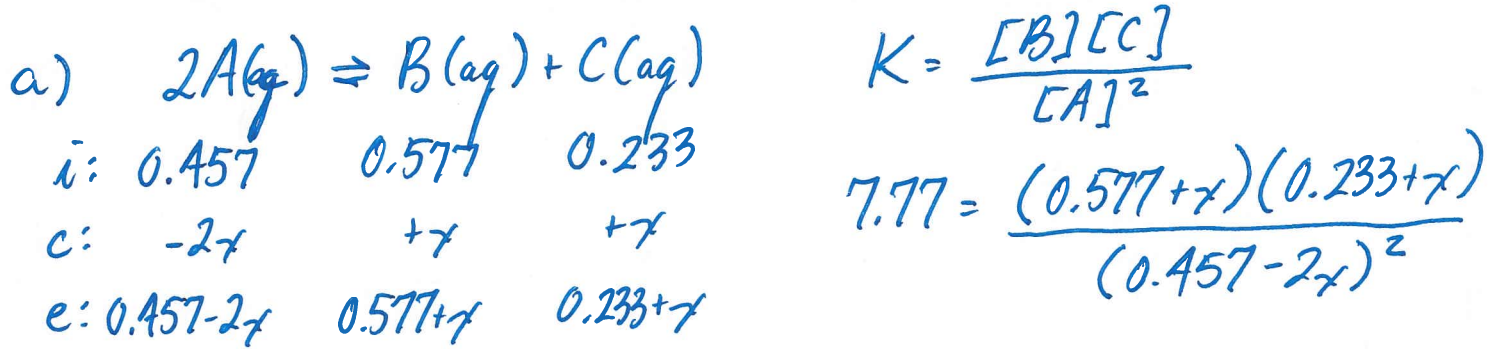 a) 2A(aq) ⇌ B(aq) + C(aq)
i: 0.457 0.577 0.233
c: -2x +x +x
e: 0.457-2x 0.577+x 0.233+x
K = [B][C] / [A]²
7.77 = (0.577+x)(0.233+x) / (0.457-2x)²